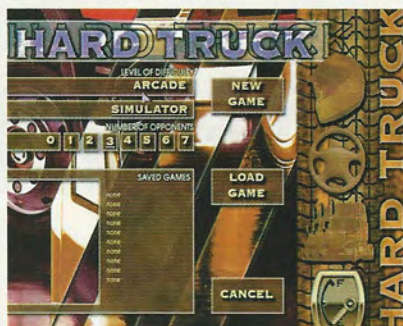 HARD TRUCK
LEVEL OF DIFFICULTY
ARCADE
SIMULATOR
NUMBER OF OPPONENTS
0 1 2 3 4 5 6 7
NEW
GAME
SAVED GAMES
none
none
none
none
none
none
none
none
none
none
none
LOAD
GAME
CANCEL
F
HARD TRUCK